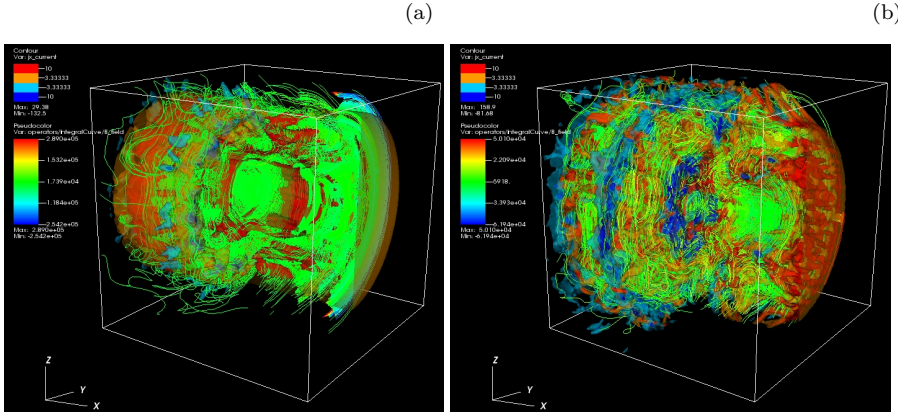 (a)
(b)
Contour
Var: jx_current
10
3.33333
-3.33333
-10
Max: 29.38
Min: -132.5
Pseudocolor
Var: operators/IntegralCurve/B_field
2.890e+05
1.532e+05
1.739e+04
-1.184e+05
-2.542e+05
Max: 2.890e+05
Min: -2.542e+05
Z
Y
X
Contour
Var: jx_current
10
3.33333
-3.33333
-10
Max: 158.9
Min: -81.68
Pseudocolor
Var: operators/IntegralCurve/B_field
5.010e+04
2.209e+04
-5918.
-3.393e+04
-6.194e+04
Max: 5.010e+04
Min: -6.194e+04
Z
Y
X